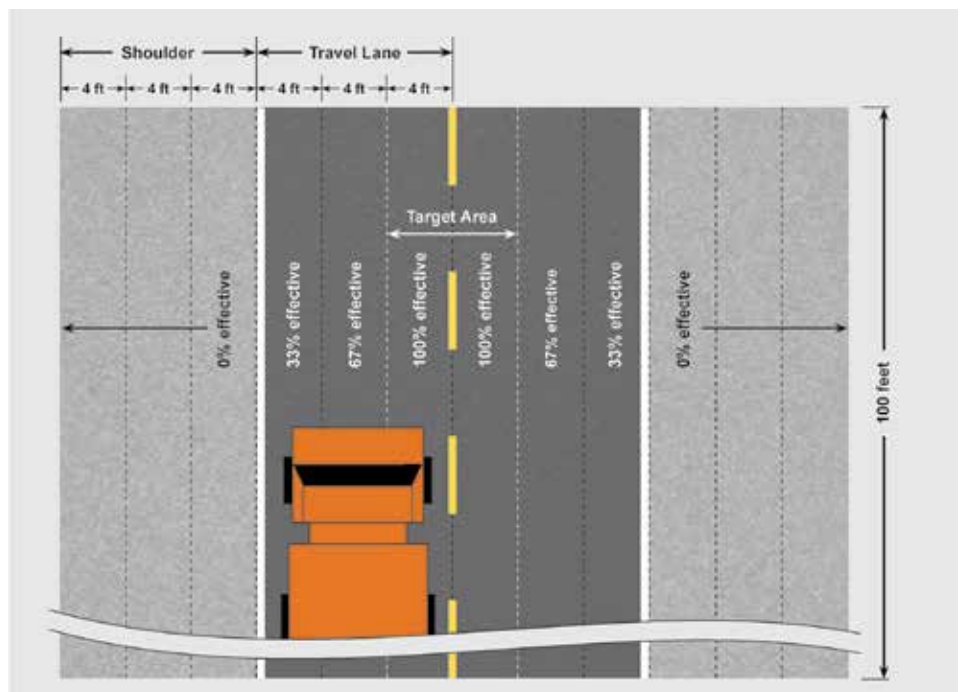 Shoulder
Travel Lane
4 ft 4 ft 4 ft 4 ft 4 ft 4 ft
Target Area
0% effective
33% effective
67% effective
100% effective
100% effective
67% effective
33% effective
0% effective
100 feet